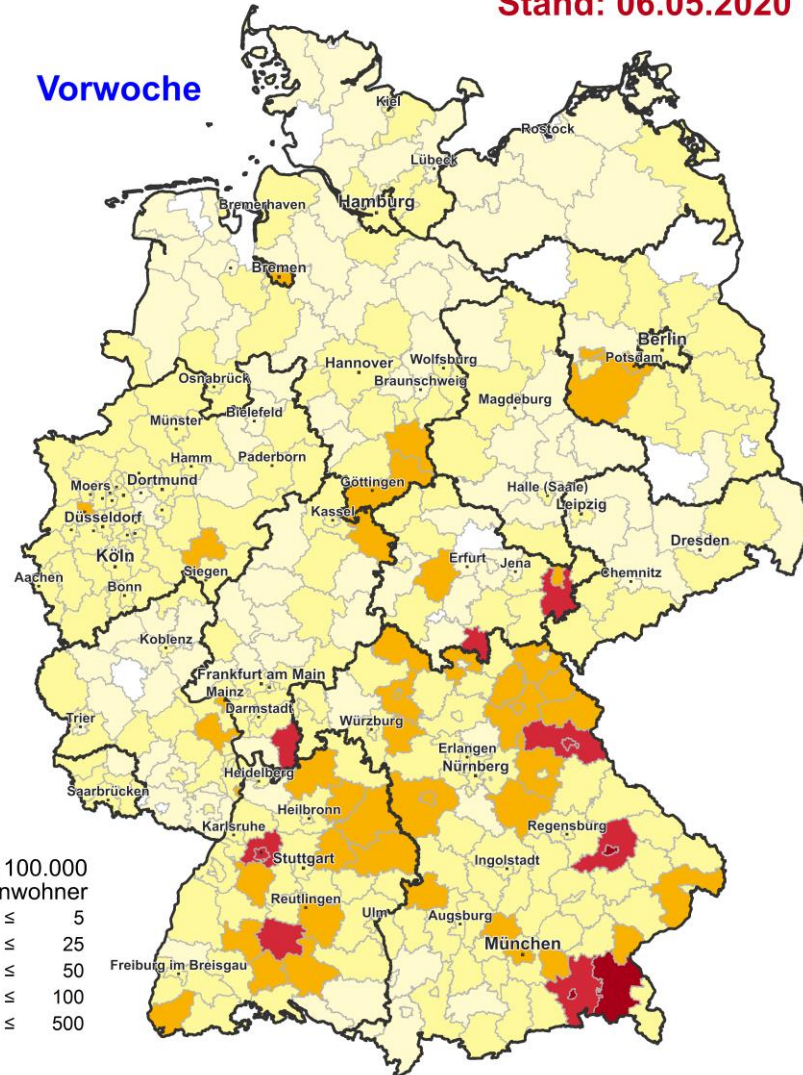 Stand: 06.05.2020
Vorwoche
Kiel
Rostock
Lübeck
Bremerhaven
Hamburg
Bremen
Berlin
Hannover
Wolfsburg
Potsdam
Osnabrück
Braunschweig
Magdeburg
Münster
Bielefeld
Hamm
Paderborn
Moers
Dortmund
Göttingen
Halle (Saale)
Leipzig
Düsseldorf
Kassel
Köln
Erfurt
Jena
Dresden
Aachen
Siegen
Chemnitz
Bonn
Koblenz
Frankfurt am Main
Mainz
Darmstadt
Trier
Würzburg
Erlangen
Nürnberg
Heidelberg
Saarbrücken
Heilbronn
Karlsruhe
Regensburg
Stuttgart
Ingolstadt
100.000
nwohner
≤ 5
Reutlingen
Ulm
Augsburg
≤ 25
München
≤ 50
Freiburg im Breisgau
≤ 100
≤ 500